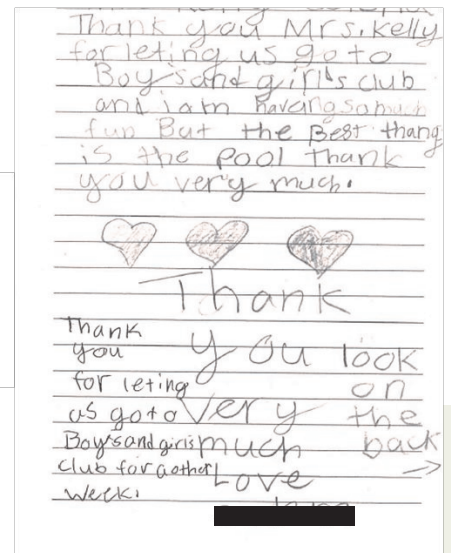 Thank you Mrs. Kelly
for leting us go to
Boy's and girl's club
and i am having so much
fun But the Best thang
is the pool thank
you very much.
Thank
you
very
much
Love
Thank
you
for leting
us go to
Boy's and girls
club for a other
week.
look
on
the
back